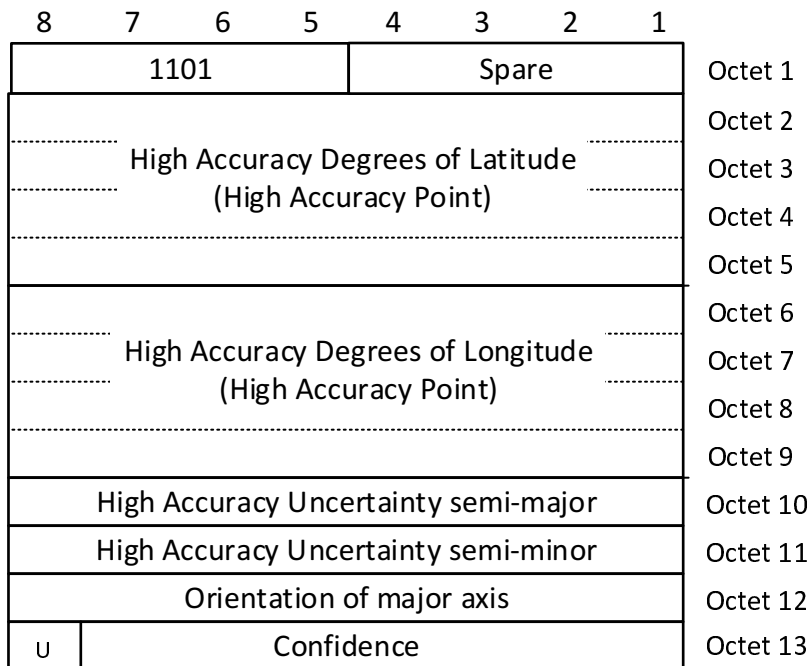 8 7 6 5 4 3 2 1
1101 Spare Octet 1
Octet 2
High Accuracy Degrees of Latitude Octet 3
(High Accuracy Point) Octet 4
Octet 5
Octet 6
High Accuracy Degrees of Longitude Octet 7
(High Accuracy Point) Octet 8
Octet 9
High Accuracy Uncertainty semi-major Octet 10
High Accuracy Uncertainty semi-minor Octet 11
Orientation of major axis Octet 12
U Confidence Octet 13